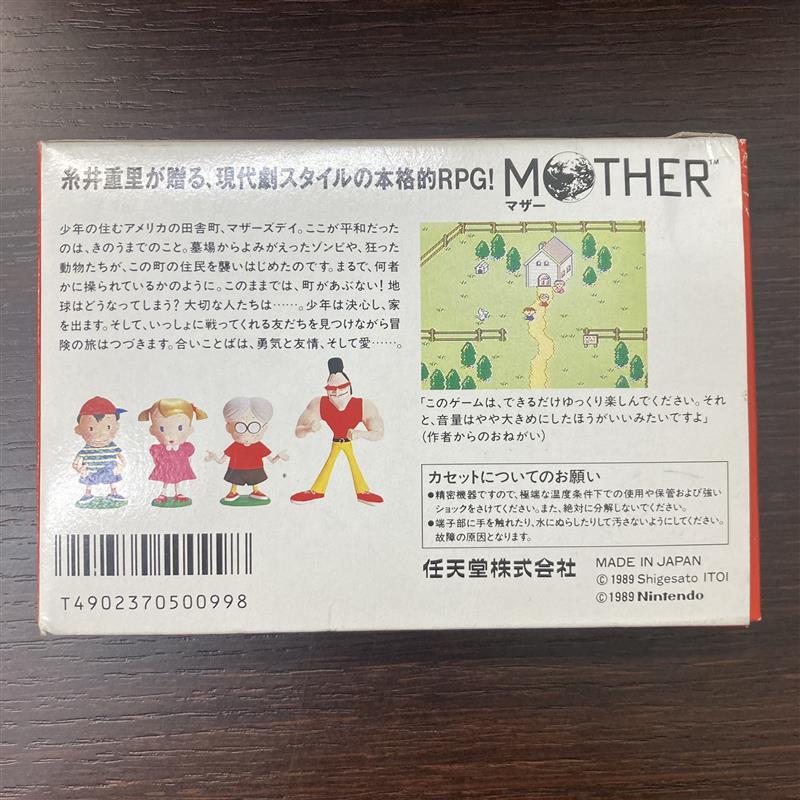 糸井重里が贈る、現代劇スタイルの本格的RPG!
MOTHER™
マザー
少年の住むアメリカの田舎町、マザーズデイ。ここが平和だった
のは、きのうまでのこと。墓場からよみがえったゾンビや、狂った
動物たちが、この町の住民を襲いはじめたのです。まるで、何者
かに操られているかのように。このままでは、町があぶない! 地
球はどうなってしまう? 大切な人たちは……。少年は決心し、家
を出ます。そして、いっしょに戦ってくれる友だちを見つけながら冒
険の旅はつづきます。合いことばは、勇気と友情、そして愛……。
「このゲームは、できるだけゆっくり楽しんでください。それ
と、音量はやや大きめにしたほうがいいみたいですよ」
(作者からのおねがい)
カセットについてのお願い
●精密機器ですので、極端な温度条件下での使用や保管および強い
ショックをさけてください。また、絶対に分解しないでください。
●端子部に手を触れたり、水にぬらしたりして汚さないようにしてください。
故障の原因となります。
任天堂株式会社
MADE IN JAPAN
©1989 Shigesato ITOI
©1989 Nintendo
T4902370500998